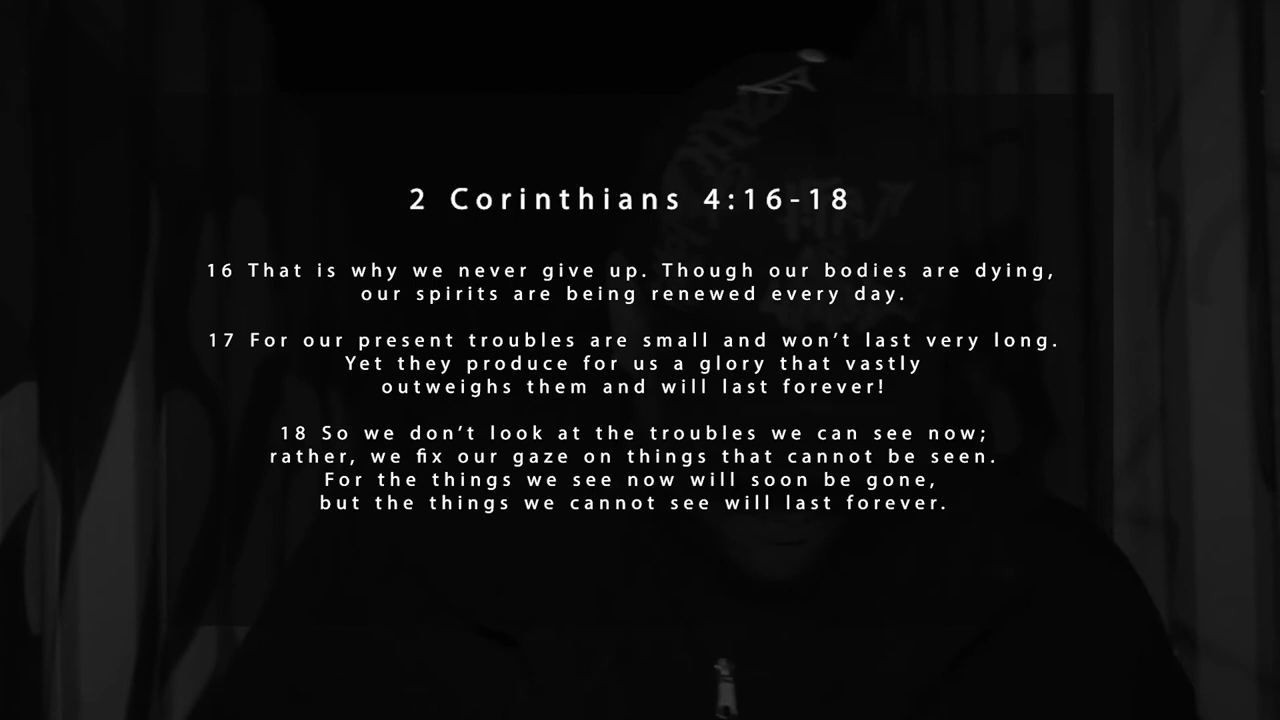 2 Corinthians 4:16-18
16 That is why we never give up. Though our bodies are dying,
our spirits are being renewed every day.
17 For our present troubles are small and won’t last very long.
Yet they produce for us a glory that vastly
outweighs them and will last forever!
18 So we don’t look at the troubles we can see now;
rather, we fix our gaze on things that cannot be seen.
For the things we see now will soon be gone,
but the things we cannot see will last forever.